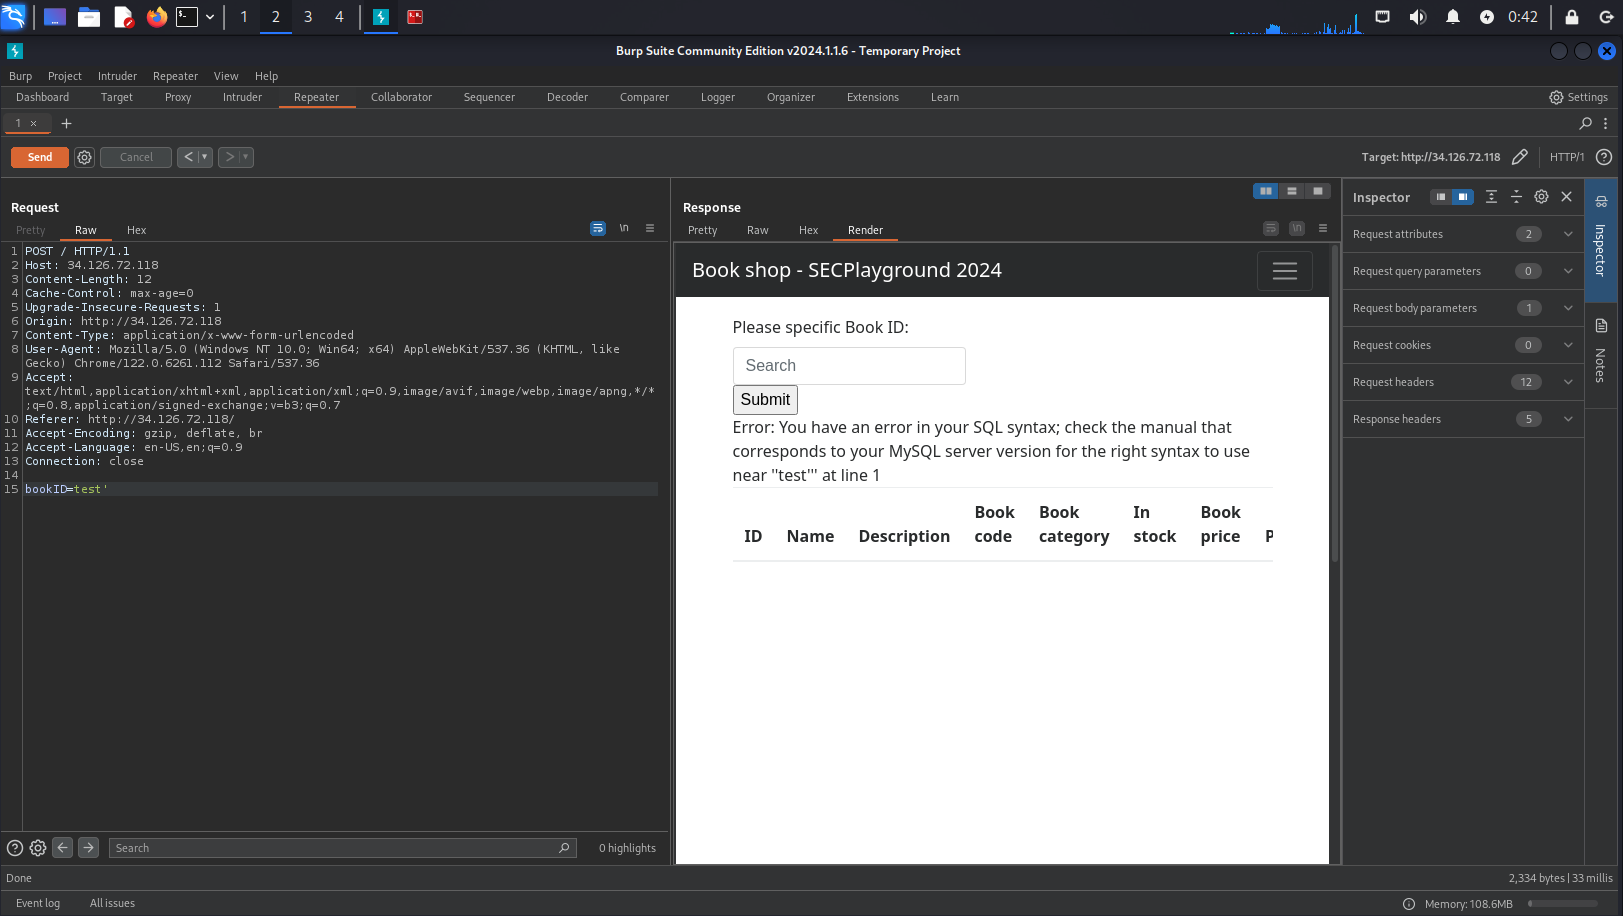 1 2 3 4
0:42
Burp Suite Community Edition v2024.1.1.6 - Temporary Project
Burp Project Intruder Repeater View Help
Dashboard Target Proxy Intruder Repeater Collaborator Sequencer Decoder Comparer Logger Organizer Extensions Learn
Settings
1 × +
Send Cancel < ▾ > ▾
Target: http://34.126.72.118 HTTP/1
Request
Pretty Raw Hex
\n
1 POST / HTTP/1.1
2 Host: 34.126.72.118
3 Content-Length: 12
4 Cache-Control: max-age=0
5 Upgrade-Insecure-Requests: 1
6 Origin: http://34.126.72.118
7 Content-Type: application/x-www-form-urlencoded
8 User-Agent: Mozilla/5.0 (Windows NT 10.0; Win64; x64) AppleWebKit/537.36 (KHTML, like
Gecko) Chrome/122.0.6261.112 Safari/537.36
9 Accept:
text/html,application/xhtml+xml,application/xml;q=0.9,image/avif,image/webp,image/apng,*/*
;q=0.8,application/signed-exchange;v=b3;q=0.7
10 Referer: http://34.126.72.118/
11 Accept-Encoding: gzip, deflate, br
12 Accept-Language: en-US,en;q=0.9
13 Connection: close
14
15 bookID=test'
Search
0 highlights
Response
Pretty Raw Hex Render
\n
Book shop - SECPlayground 2024
Please specific Book ID:
Search
Submit
Error: You have an error in your SQL syntax; check the manual that
corresponds to your MySQL server version for the right syntax to use
near ''test''' at line 1
ID Name Description Book code Book category In stock Book price P
Inspector
Request attributes 2
Request query parameters 0
Request body parameters 1
Request cookies 0
Request headers 12
Response headers 5
Inspector
Notes
Done
2,334 bytes | 33 millis
Event log All issues
Memory: 108.6MB